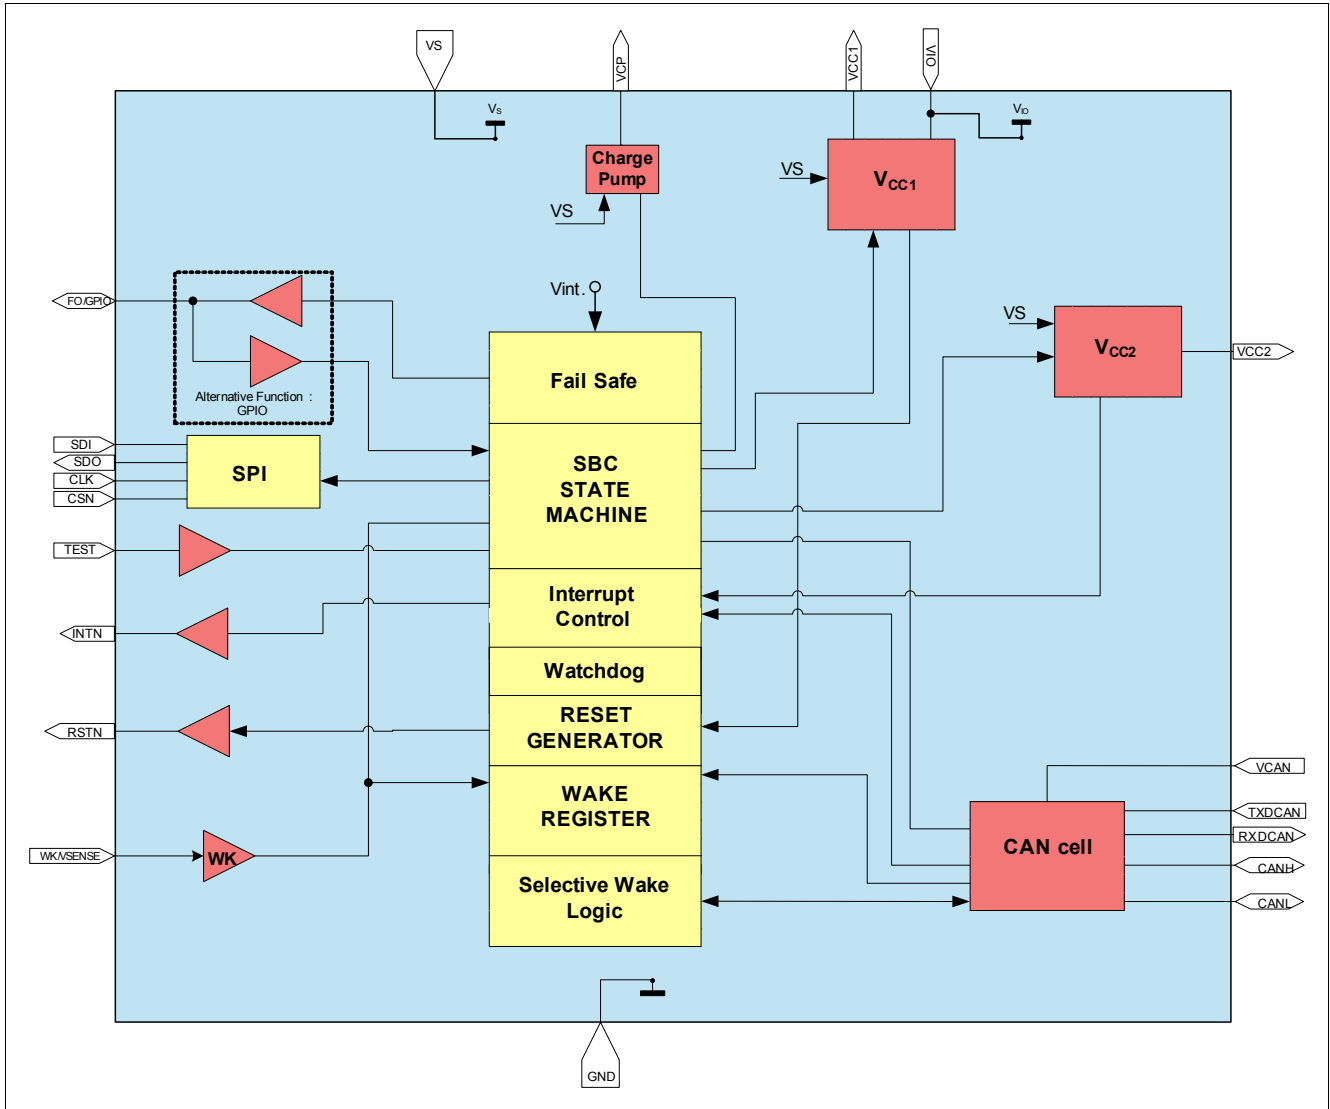 VS
VCP
VCC1
VIO
VS
VIO
Charge
Pump
VS
VCC1
VS
FO/GPIO
Vint.
VS
VCC2
VCC2
Fail Safe
Alternative Function :
GPIO
SDI
SDO
CLK
CSN
SPI
SBC
STATE
MACHINE
TEST
Interrupt
Control
INTN
Watchdog
RSTN
RESET
GENERATOR
VCAN
WAKE
REGISTER
TXDCAN
RXDCAN
CAN cell
WK/VSENSE
WK
CANH
Selective Wake
Logic
CANL
GND